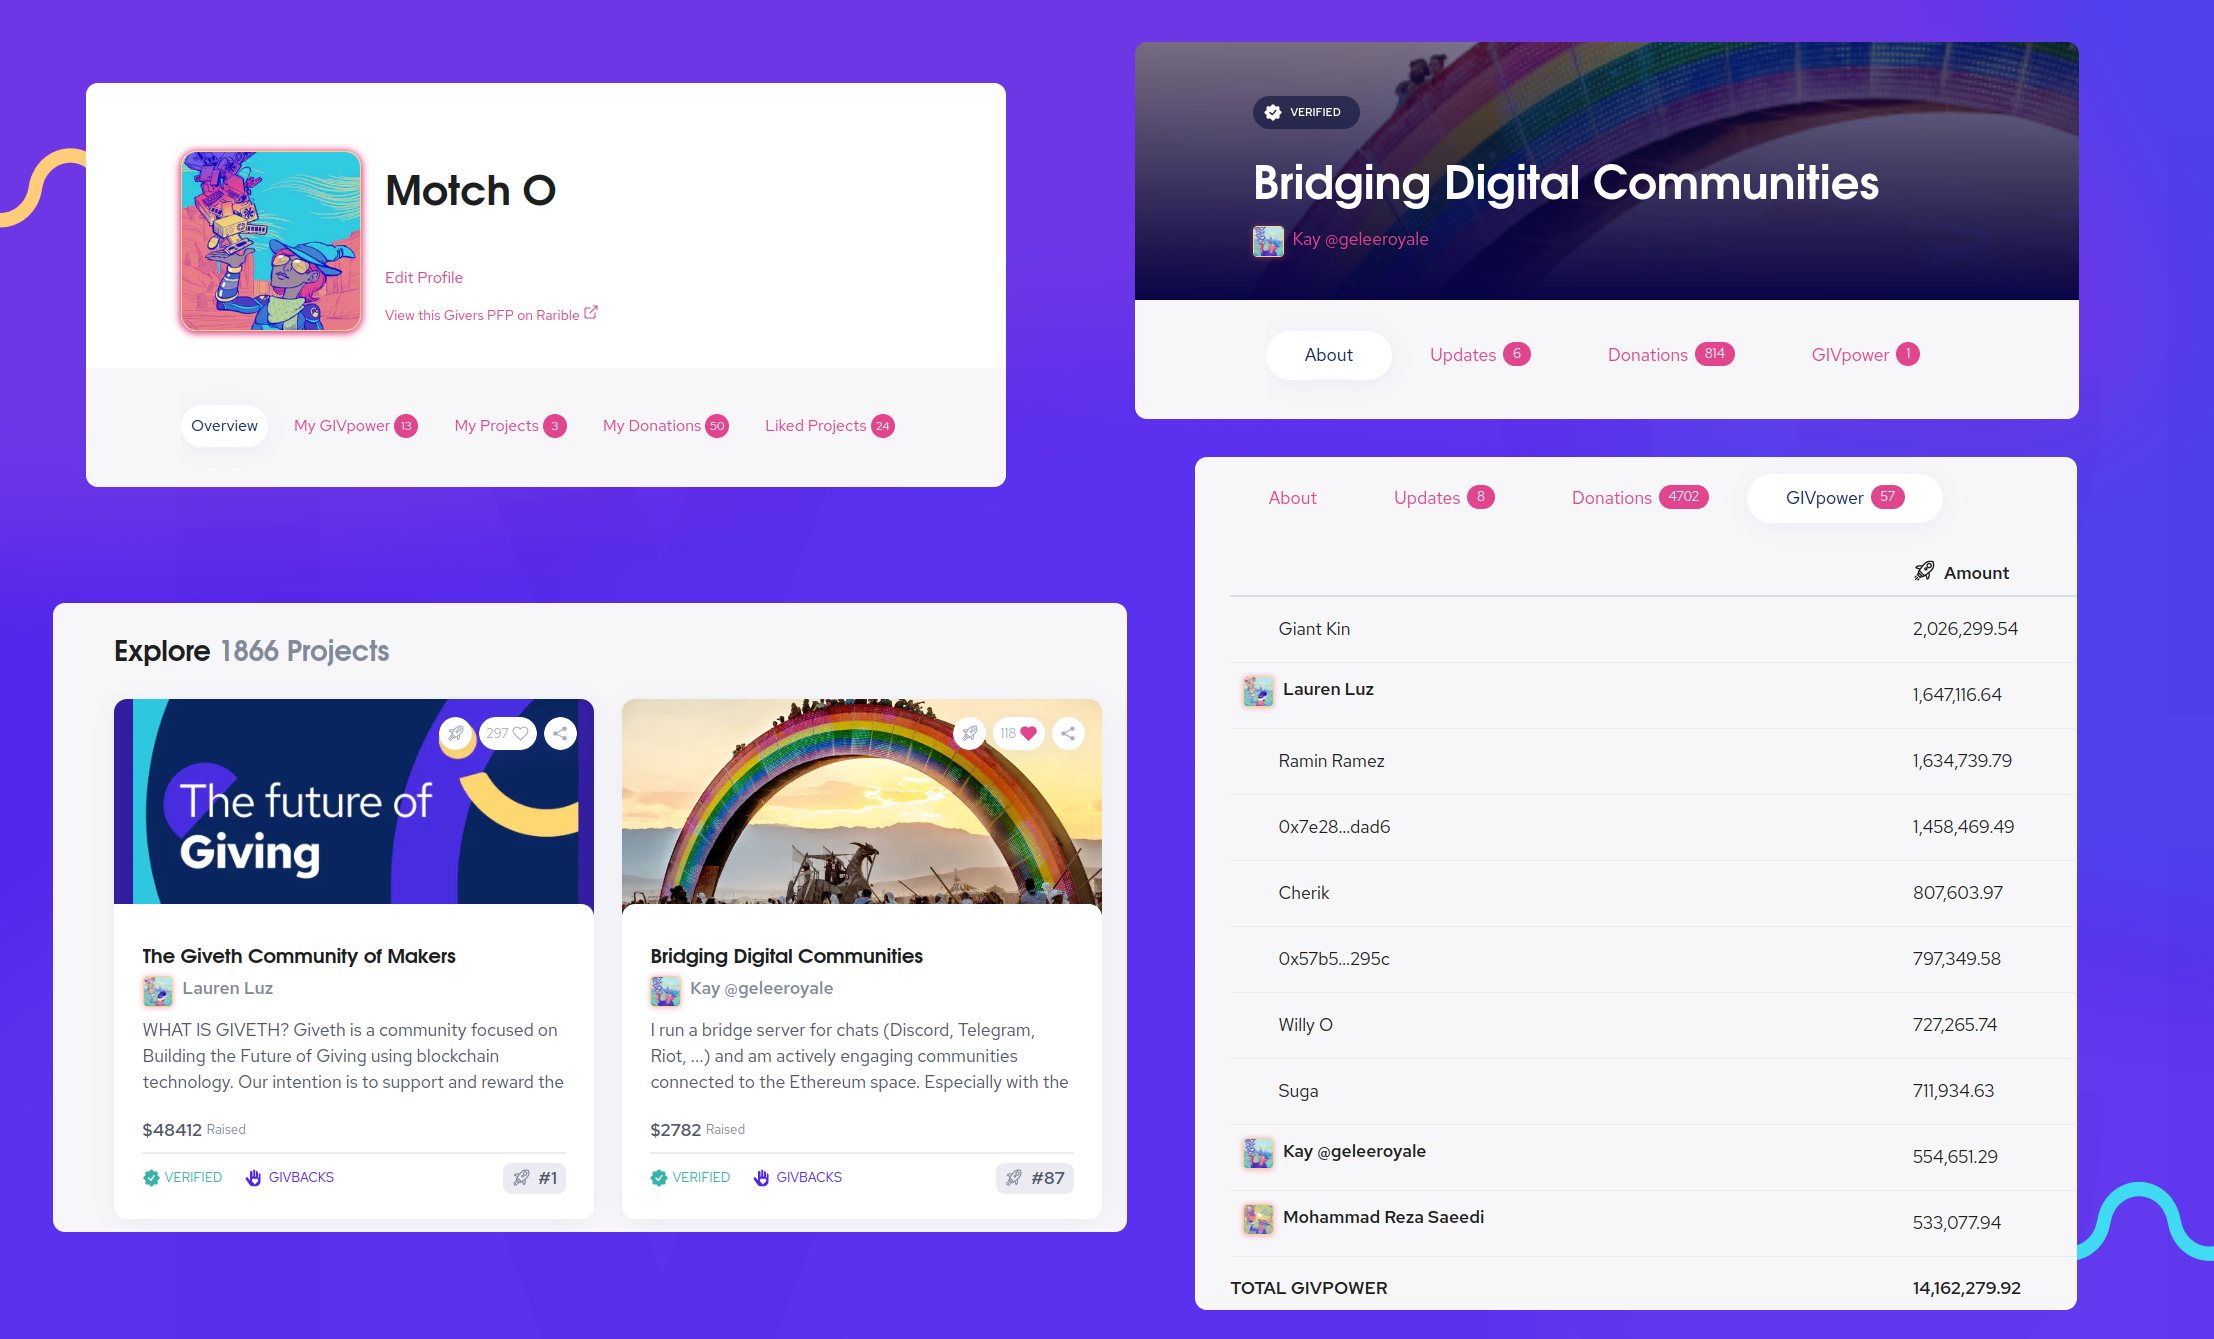 Motch O
Edit Profile
View this Givers PFP on Rarible
Overview My GIVpower 13 My Projects 3 My Donations 50 Liked Projects 24
VERIFIED
Bridging Digital Communities
Kay @geleeroyale
About Updates 6 Donations 814 GIVpower 1
Explore 1866 Projects
297
The future of
Giving
The Giveth Community of Makers
Lauren Luz
WHAT IS GIVETH? Giveth is a community focused on
Building the Future of Giving using blockchain
technology. Our intention is to support and reward the
$48412 Raised
VERIFIED GIVBACKS #1
118
Bridging Digital Communities
Kay @geleeroyale
I run a bridge server for chats (Discord, Telegram,
Riot, ...) and am actively engaging communities
connected to the Ethereum space. Especially with the
$2782 Raised
VERIFIED GIVBACKS #87
About Updates 8 Donations 4702 GIVpower 57
Amount
Giant Kin 2,026,299.54
Lauren Luz 1,647,116.64
Ramin Ramez 1,634,739.79
0x7e28...dad6 1,458,469.49
Cherik 807,603.97
0x57b5...295c 797,349.58
Willy O 727,265.74
Suga 711,934.63
Kay @geleeroyale 554,651.29
Mohammad Reza Saeedi 533,077.94
TOTAL GIVPOWER 14,162,279.92